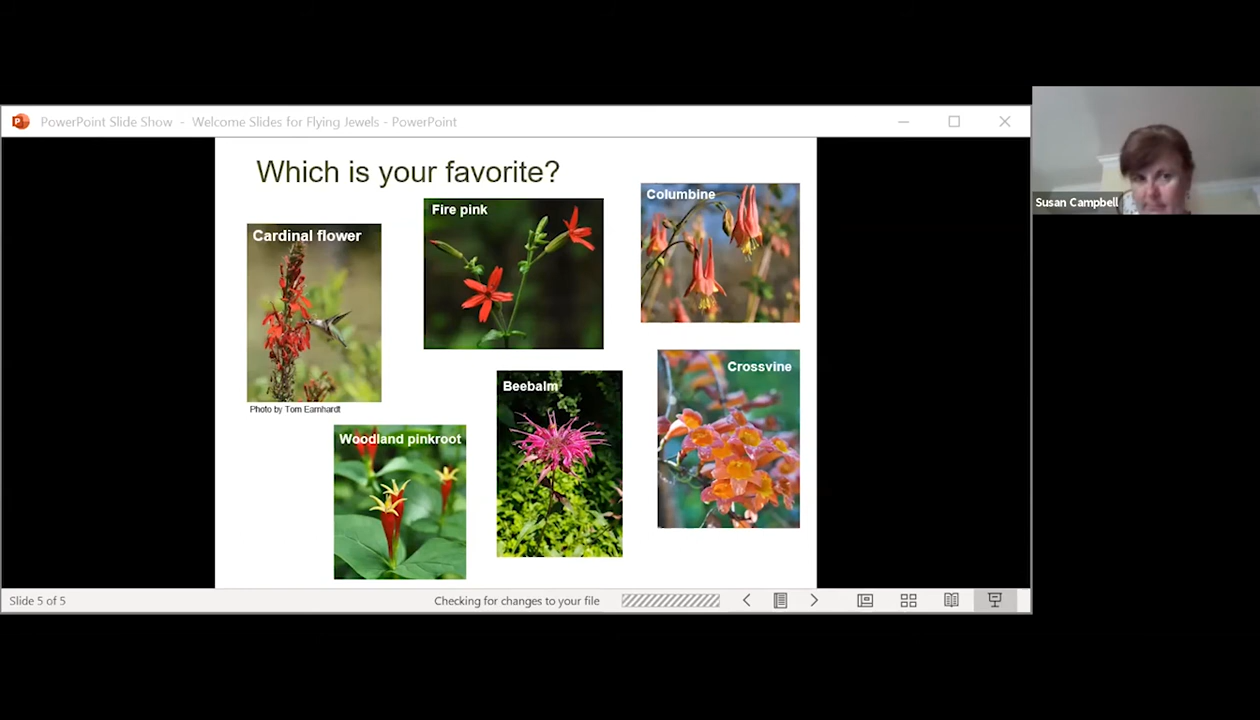 PowerPoint Slide Show - Welcome Slides for Flying Jewels - PowerPoint
Which is your favorite?
Cardinal flower
Photo by Tom Earnhardt
Fire pink
Columbine
Woodland pinkroot
Beebalm
Crossvine
Susan Campbell
Slide 5 of 5
Checking for changes to your file